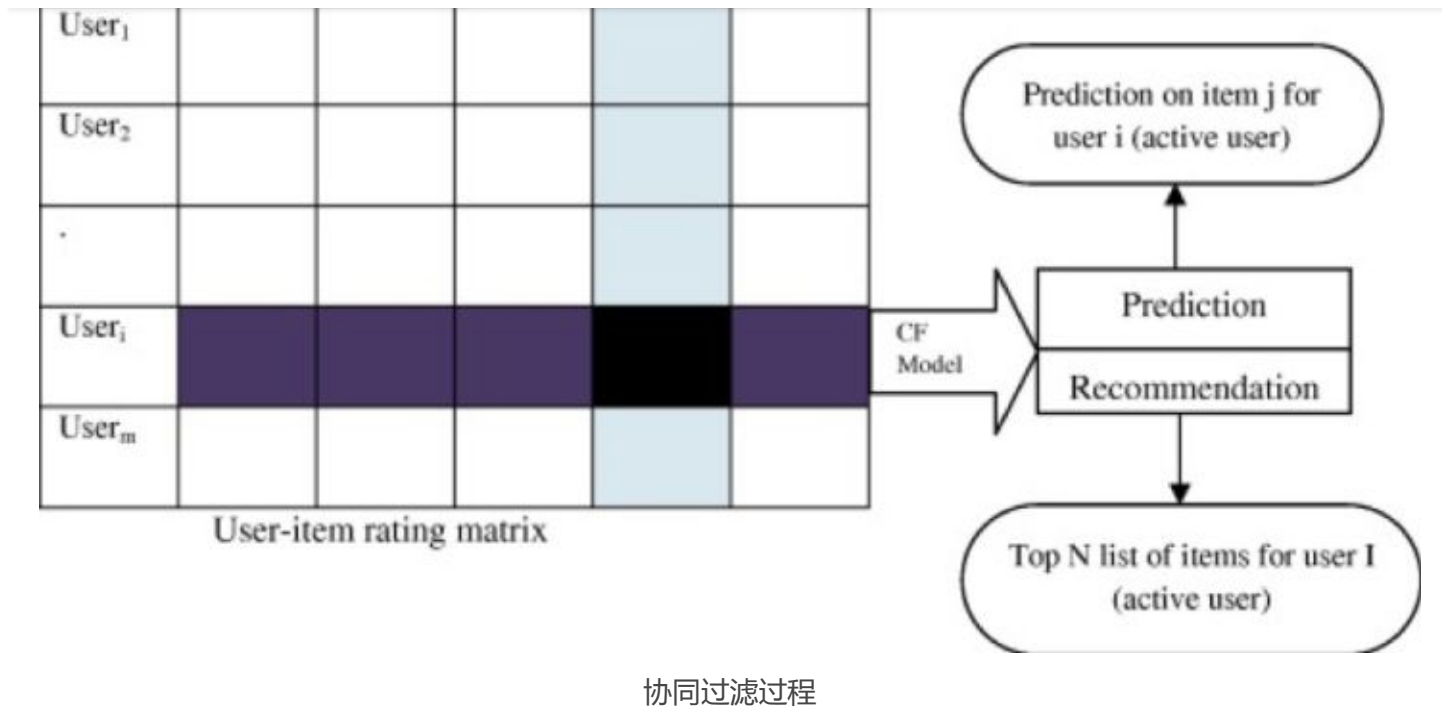 User₁
User₂
.
Userᵢ
Userₘ
User-item rating matrix
CF
Model
Prediction on item j for
user i (active user)
Prediction
Recommendation
Top N list of items for user I
(active user)
协同过滤过程